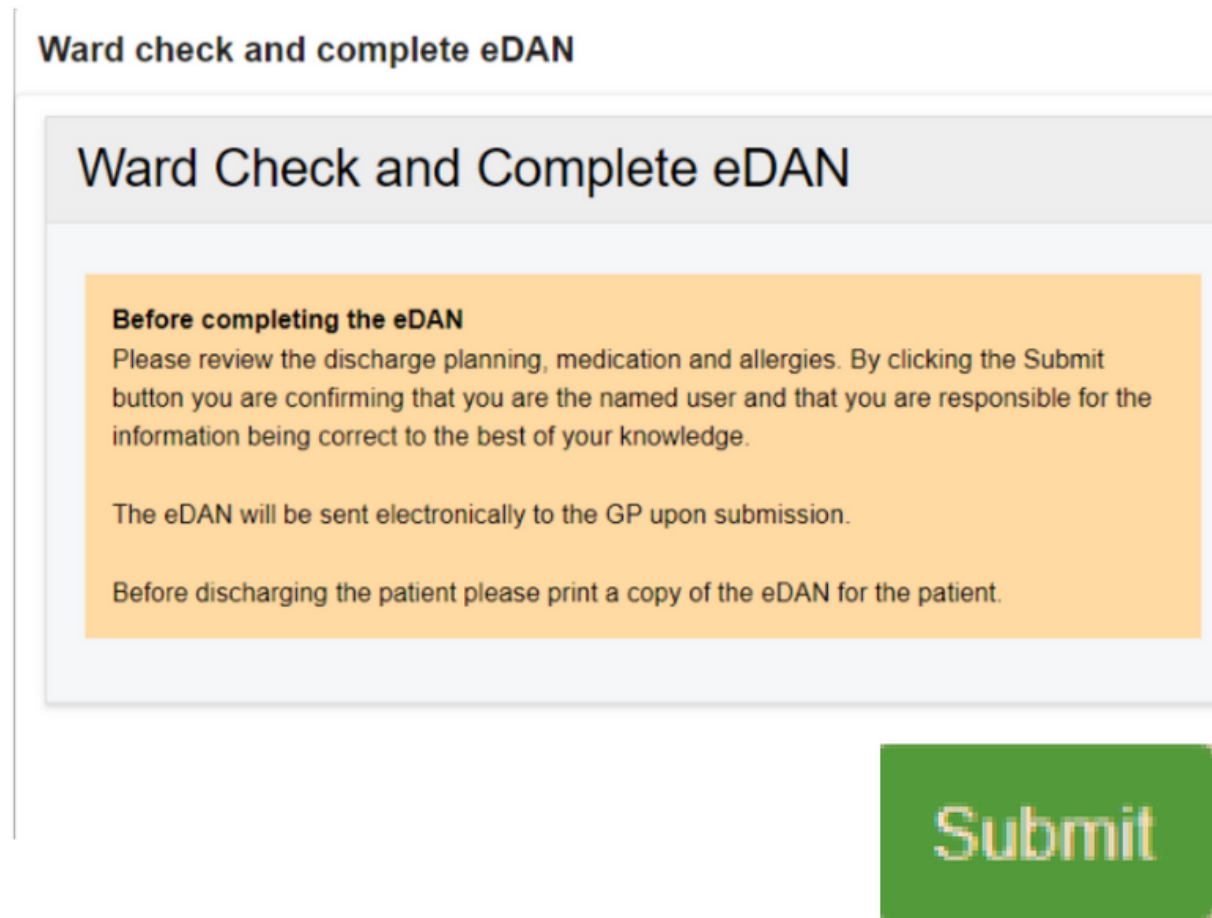 Ward check and complete eDAN
Ward Check and Complete eDAN
Before completing the eDAN
Please review the discharge planning, medication and allergies. By clicking the Submit
button you are confirming that you are the named user and that you are responsible for the
information being correct to the best of your knowledge.
The eDAN will be sent electronically to the GP upon submission.
Before discharging the patient please print a copy of the eDAN for the patient.
Submit